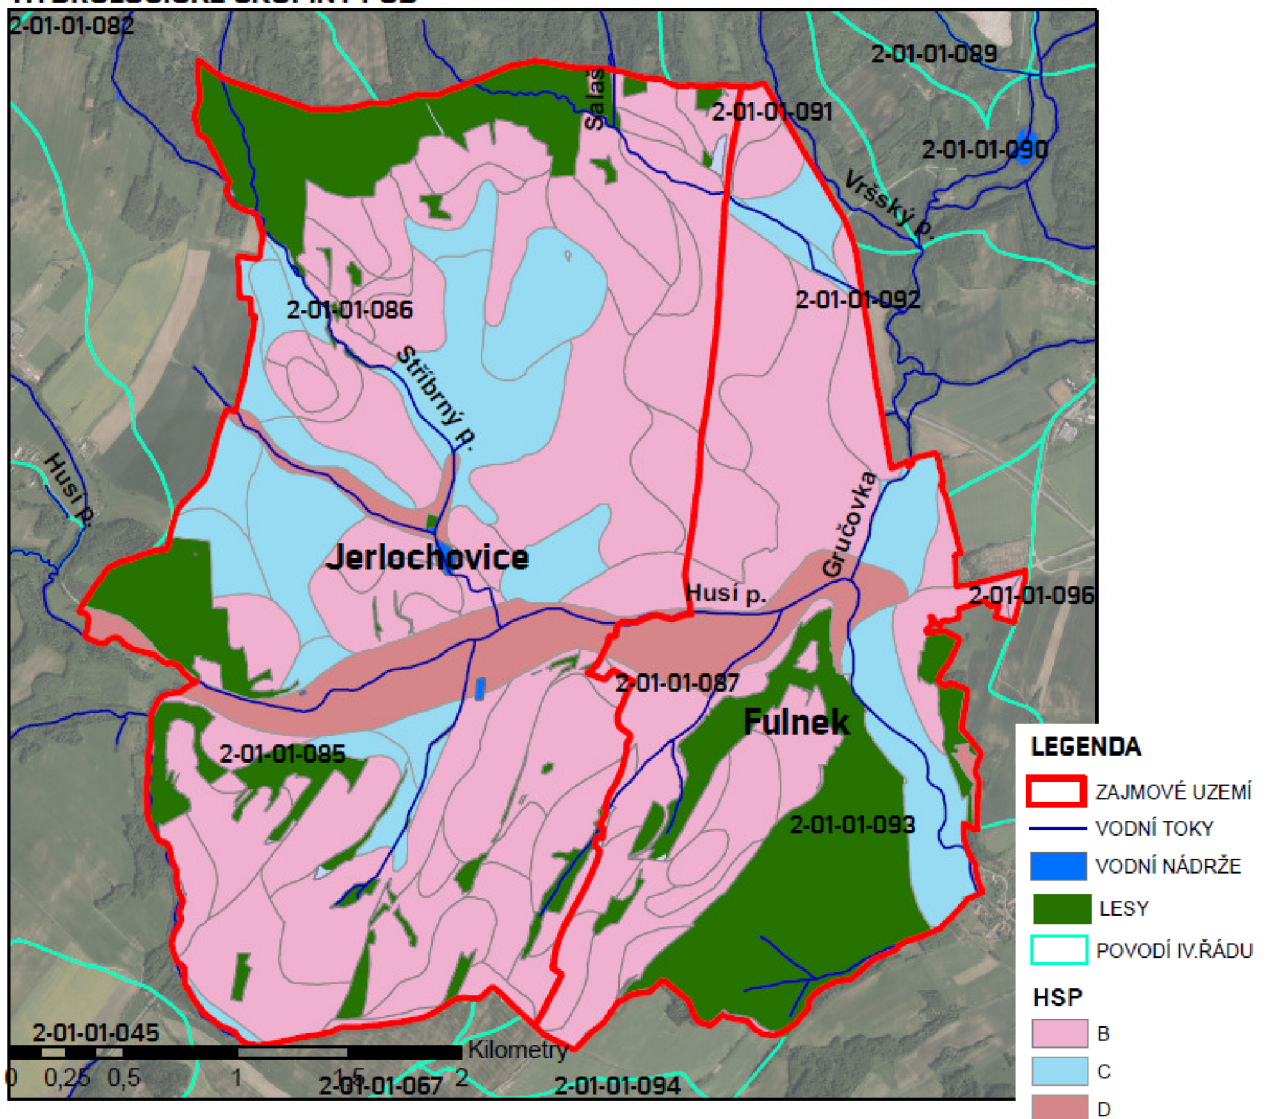 HYDROLOGICKÉ SKUPINY PŮD
2-01-01-082
2-01-01-089
Salaš
2-01-01-091
2-01-01-090
Vršský p.
2-01-01-086
2-01-01-092
Stříbrný p.
Husí p.
Gručovka
Jerlochovice
Husí p.
2-01-01-096
2-01-01-087
Fulnek
2-01-01-085
2-01-01-093
LEGENDA
ZAJMOVÉ UZEMÍ
VODNÍ TOKY
VODNÍ NÁDRŽE
LESY
POVODÍ IV.ŘÁDU
HSP
B
C
D
2-01-01-045
Kilometry
0 0,25 0,5 1 1,5 2
2-01-01-067
2-01-01-094